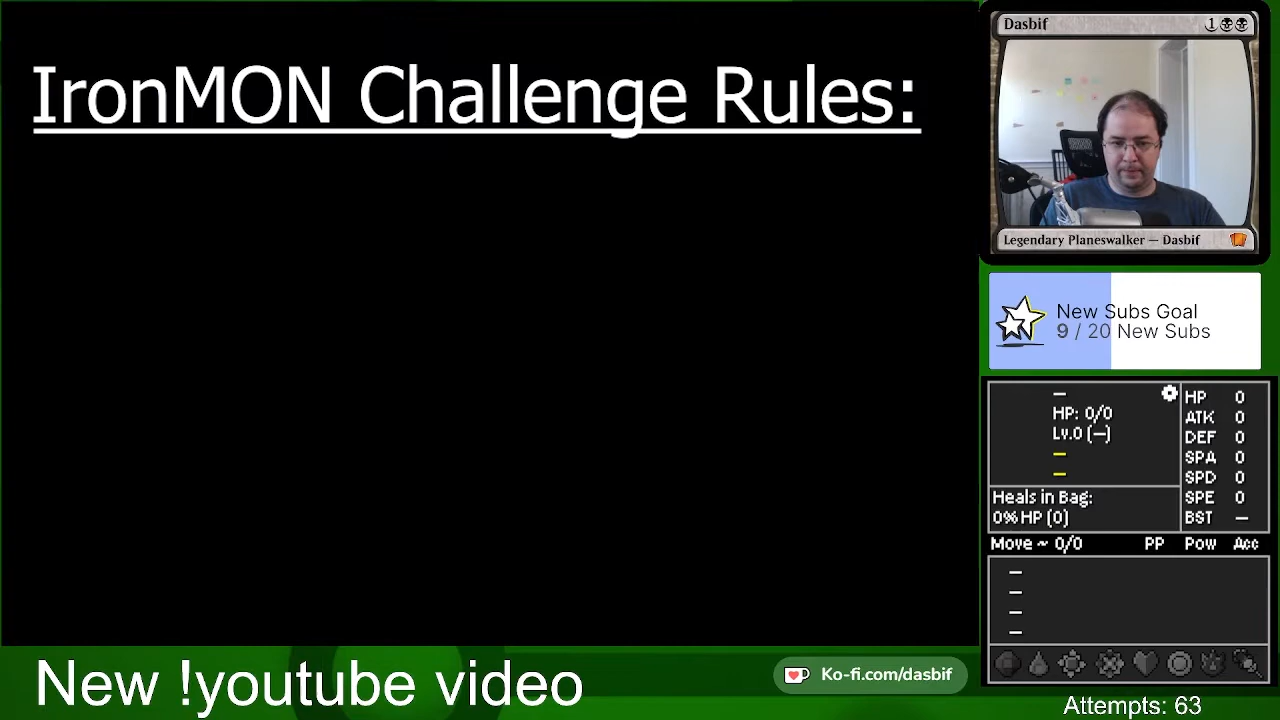 IronMON Challenge Rules:
Dasbif
1
Legendary Planeswalker — Dasbif
New Subs Goal
9 / 20 New Subs
—
HP: 0/0
Lv.0 (—)
—
—
HP 0
ATK 0
DEF 0
SPA 0
SPD 0
SPE 0
BST —
Heals in Bag:
0% HP (0)
Move ~ 0/0 PP Pow Acc
—
—
—
—
New !youtube video
Ko-fi.com/dasbif
Attempts: 63